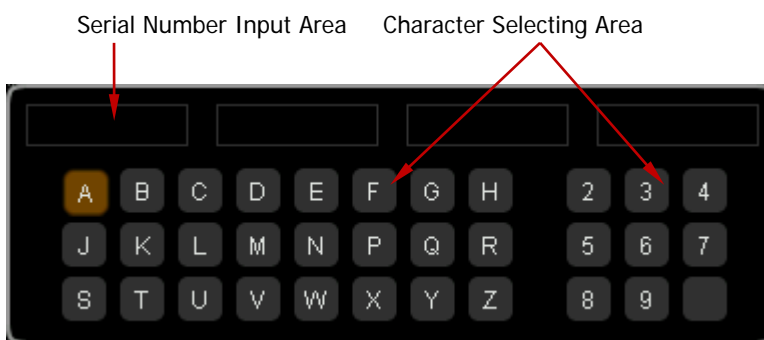 Serial Number Input Area Character Selecting Area
A B C D E F G H 2 3 4
J K L M N P Q R 5 6 7
S T U V W X Y Z 8 9